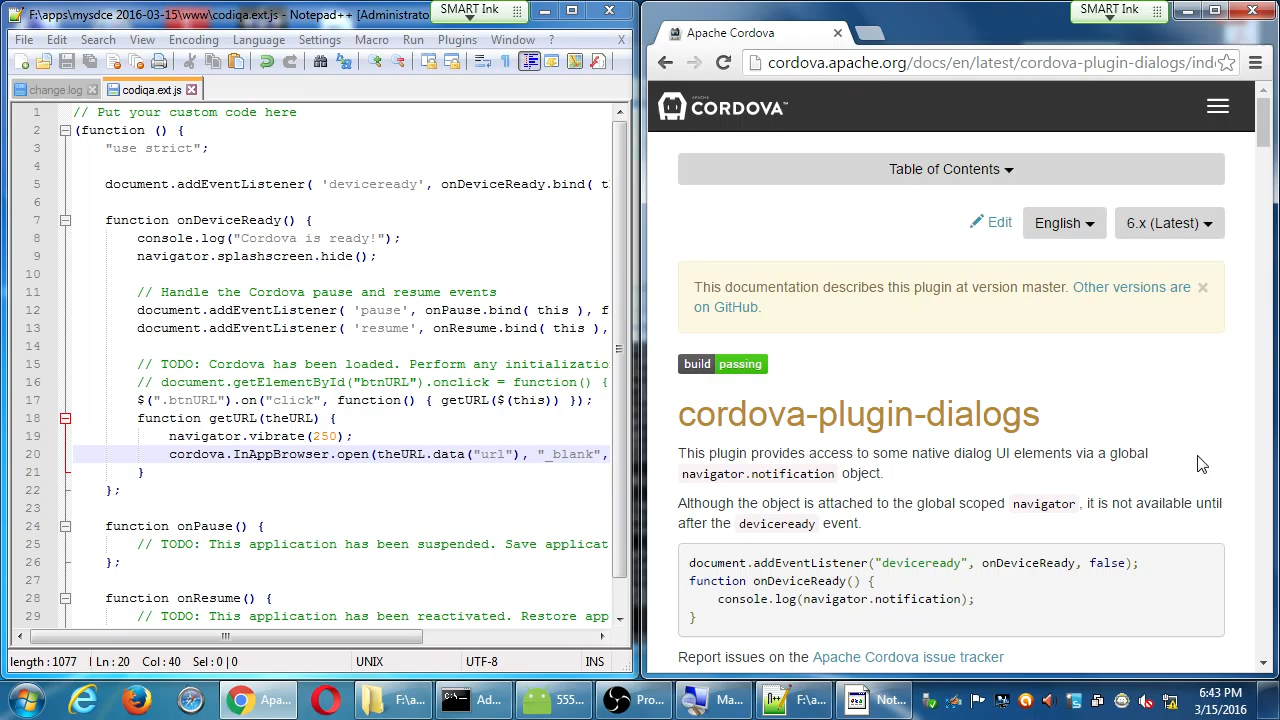 F:\apps\mysdce 2016-03-15\www\codiqa.ext.js - Notepad++ [Administrato
SMART Ink
File Edit Search View Encoding Language Settings Macro Run Plugins Window ? X
change.log
codiqa.ext.js
1 // Put your custom code here
2 (function () {
3 "use strict";
4
5 document.addEventListener( 'deviceready', onDeviceReady.bind( t
6
7 function onDeviceReady() {
8 console.log("Cordova is ready!");
9 navigator.splashscreen.hide();
10
11 // Handle the Cordova pause and resume events
12 document.addEventListener( 'pause', onPause.bind( this ), f
13 document.addEventListener( 'resume', onResume.bind( this ),
14
15 // TODO: Cordova has been loaded. Perform any initializatio
16 // document.getElementById("btnURL").onclick = function() {
17 $(".btnURL").on("click", function() { getURL($(this)) });
18 function getURL(theURL) {
19 navigator.vibrate(250);
20 cordova.InAppBrowser.open(theURL.data("url"), "_blank",
21 }
22 };
23
24 function onPause() {
25 // TODO: This application has been suspended. Save applicat
26 };
27
28 function onResume() {
29 // TODO: This application has been reactivated. Restore app
length : 1077 Ln : 20 Col : 40 Sel : 0 | 0 UNIX UTF-8 INS
SMART Ink
Apache Cordova
cordova.apache.org/docs/en/latest/cordova-plugin-dialogs/inde
APACHE
CORDOVA™
Table of Contents
Edit
English
6.x (Latest)
This documentation describes this plugin at version master. Other versions are
on GitHub.
build passing
cordova-plugin-dialogs
This plugin provides access to some native dialog UI elements via a global
navigator.notification object.
Although the object is attached to the global scoped navigator , it is not available until
after the deviceready event.
document.addEventListener("deviceready", onDeviceReady, false);
function onDeviceReady() {
console.log(navigator.notification);
}
Report issues on the Apache Cordova issue tracker
Apa...
F:\a...
Ad...
555...
Pro...
Ma...
F:\a...
Not...
6:43 PM
3/15/2016